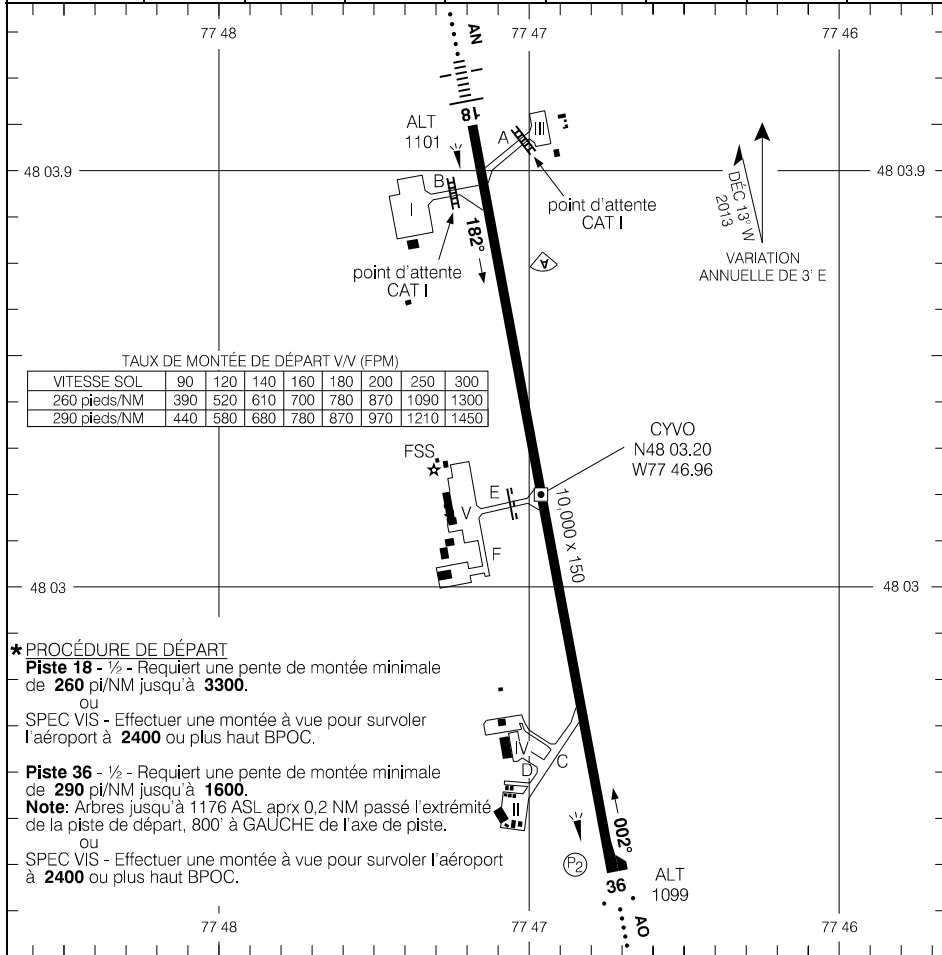 77 48
77 47
77 46
AN
18
ALT
1101
A
III
48 03.9
48 03.9
B
I
point d'attente
CAT I
182°
point d'attente
CAT I
A
DÉC 13° W
2013
VARIATION
ANNUELLE DE 3' E
TAUX DE MONTÉE DE DÉPART V/V (FPM)
VITESSE SOL 90 120 140 160 180 200 250 300
260 pieds/NM 390 520 610 700 780 870 1090 1300
290 pieds/NM 440 580 680 780 870 970 1210 1450
CYVO
N48 03.20
W77 46.96
FSS
E
V
F
10,000 x 150
48 03
48 03
* PROCÉDURE DE DÉPART
Piste 18 - ½ - Requiert une pente de montée minimale
de 260 pi/NM jusqu'à 3300.
ou
SPEC VIS - Effectuer une montée à vue pour survoler
l'aéroport à 2400 ou plus haut BPOC.
Piste 36 - ½ - Requiert une pente de montée minimale
de 290 pi/NM jusqu'à 1600.
Note: Arbres jusqu'à 1176 ASL aprx 0,2 NM passé l'extrémité
de la piste de départ, 800' à GAUCHE de l'axe de piste.
ou
SPEC VIS - Effectuer une montée à vue pour survoler l'aéroport
à 2400 ou plus haut BPOC.
IV
D
C
II
P2
002°
36
ALT
1099
AO
77 48
77 47
77 46